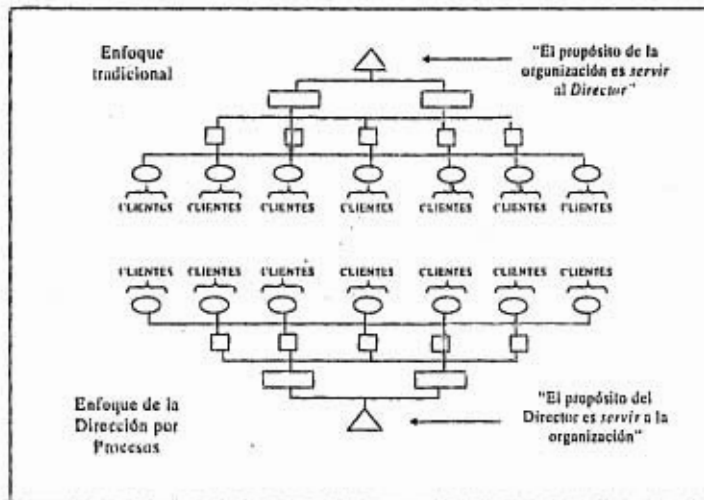 Enfoque
tradicional
"El propósito de la
organización es servir
al Director"
CLIENTES CLIENTES CLIENTES CLIENTES CLIENTES CLIENTES CLIENTES
CLIENTES CLIENTES CLIENTES CLIENTES CLIENTES CLIENTES CLIENTES
Enfoque de la
Dirección por
Procesos
"El propósito del
Director es servir a la
organización"